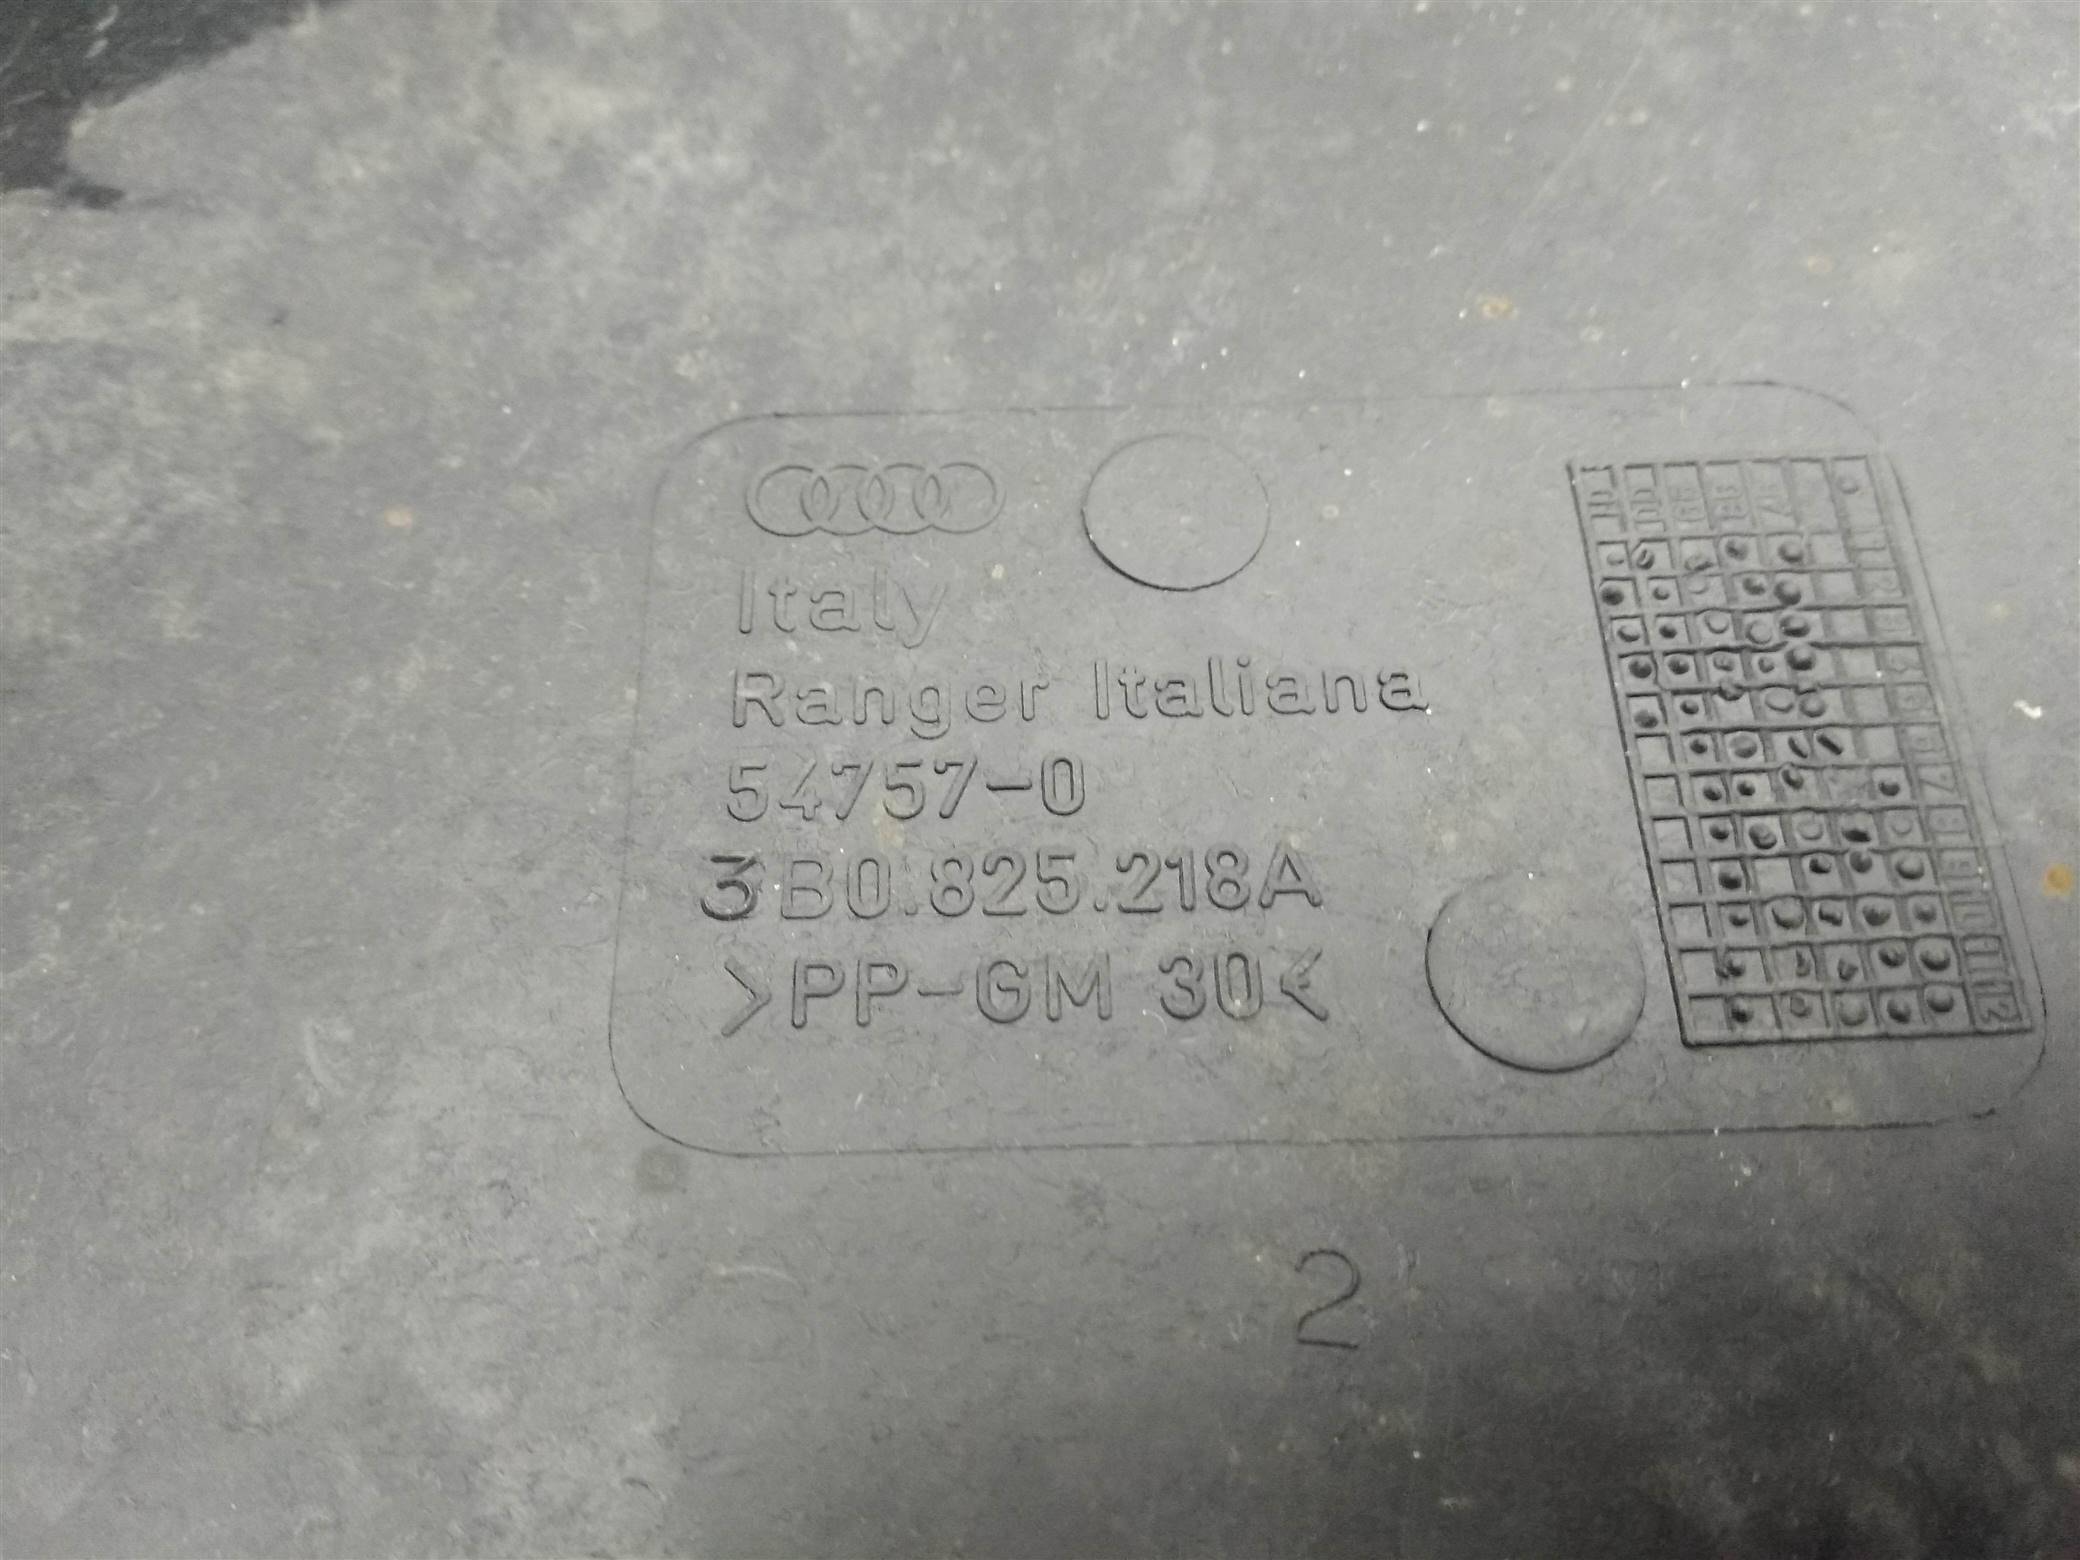 Italy
Ranger Italiana
54757-0
3B0.825.218A
>PP-GM 30<
2